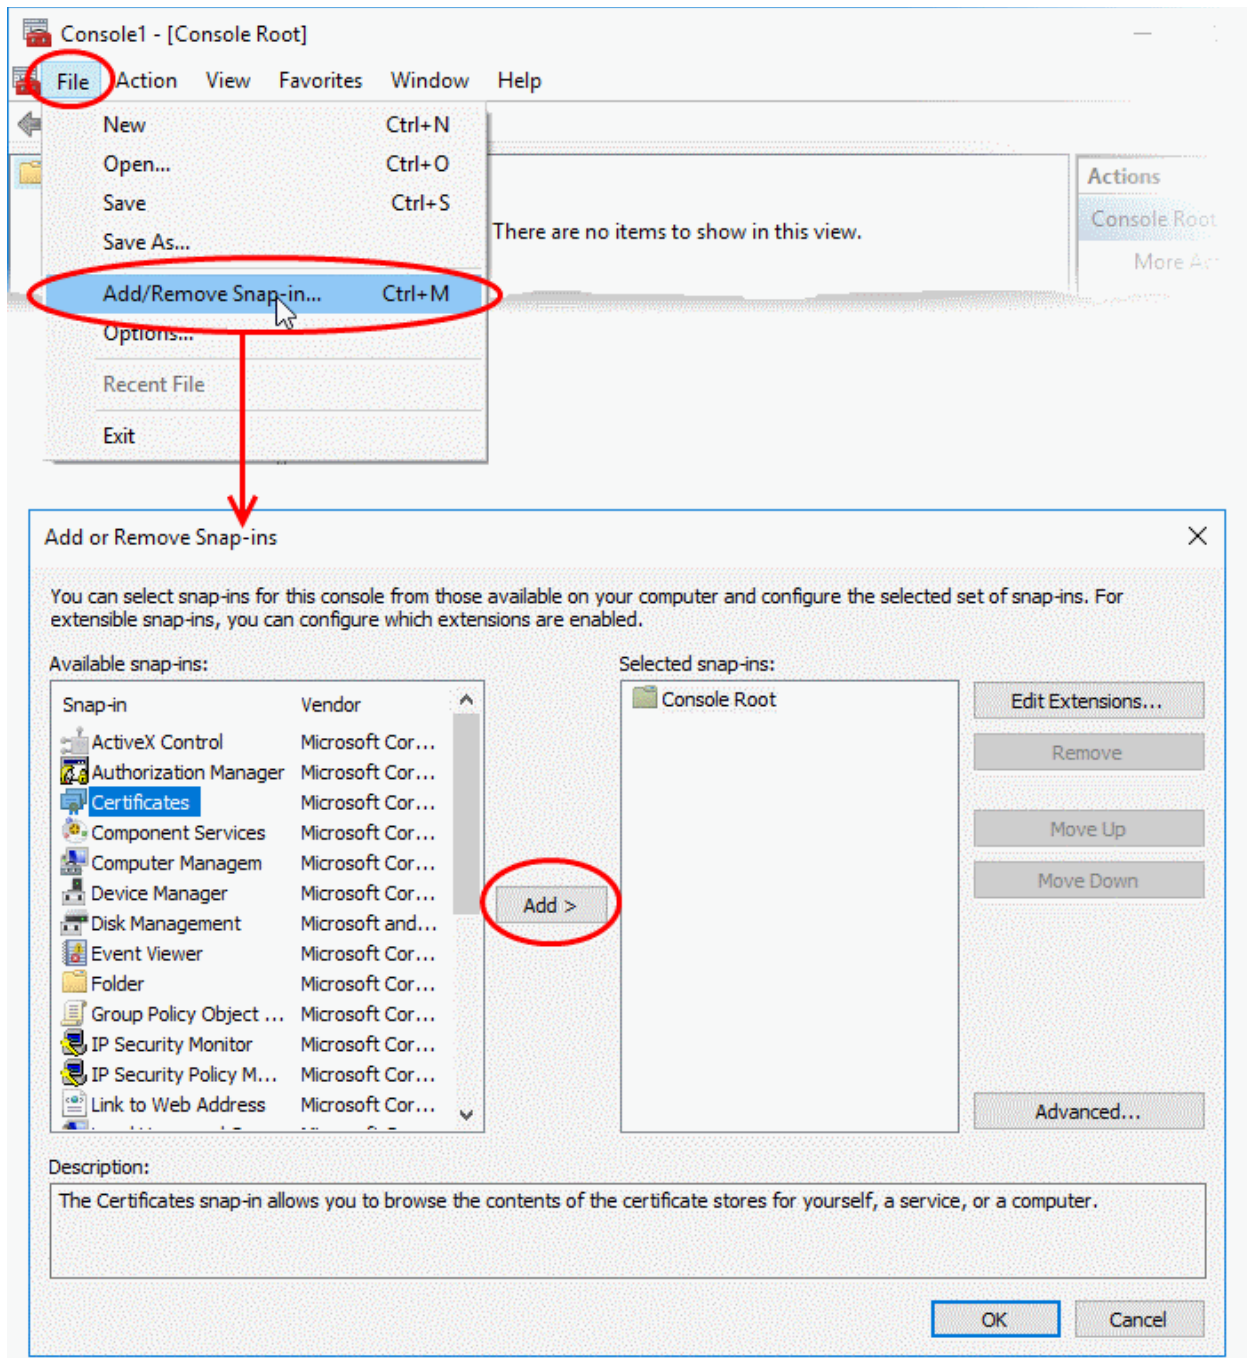 Console1 - [Console Root]
File Action View Favorites Window Help
New Ctrl+N
Open... Ctrl+O
Save Ctrl+S
Save As...
Add/Remove Snap-in... Ctrl+M
Options...
Recent File
Exit
There are no items to show in this view.
Actions
Console Root
More
Add or Remove Snap-ins
You can select snap-ins for this console from those available on your computer and configure the selected set of snap-ins. For
extensible snap-ins, you can configure which extensions are enabled.
Available snap-ins:
Snap-in Vendor
ActiveX Control Microsoft Cor...
Authorization Manager Microsoft Cor...
Certificates Microsoft Cor...
Component Services Microsoft Cor...
Computer Managem Microsoft Cor...
Device Manager Microsoft Cor...
Disk Management Microsoft and...
Event Viewer Microsoft Cor...
Folder Microsoft Cor...
Group Policy Object ... Microsoft Cor...
IP Security Monitor Microsoft Cor...
IP Security Policy M... Microsoft Cor...
Link to Web Address Microsoft Cor...
Add >
Selected snap-ins:
Console Root
Edit Extensions...
Remove
Move Up
Move Down
Advanced...
Description:
The Certificates snap-in allows you to browse the contents of the certificate stores for yourself, a service, or a computer.
OK Cancel